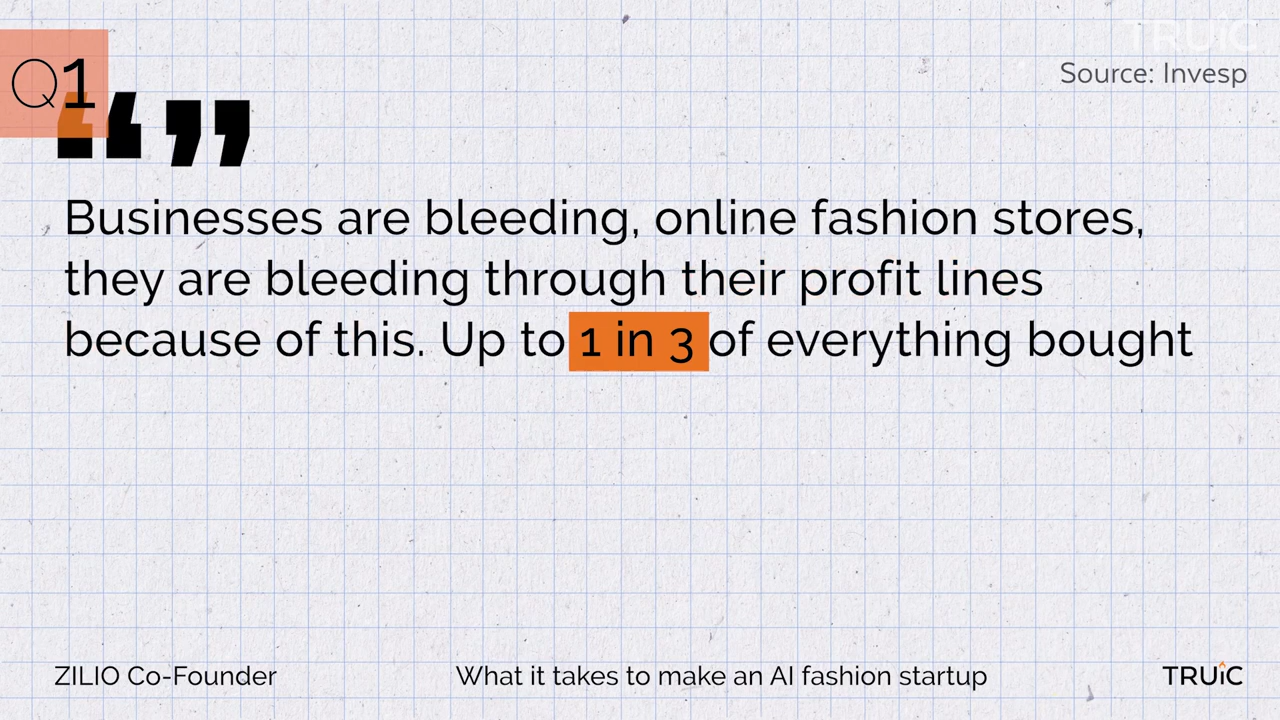 TRUiC
Q1
Source: Invesp
“ ”
Businesses are bleeding, online fashion stores,
they are bleeding through their profit lines
because of this. Up to 1 in 3 of everything bought
ZILIO Co-Founder
What it takes to make an AI fashion startup
TRUiC